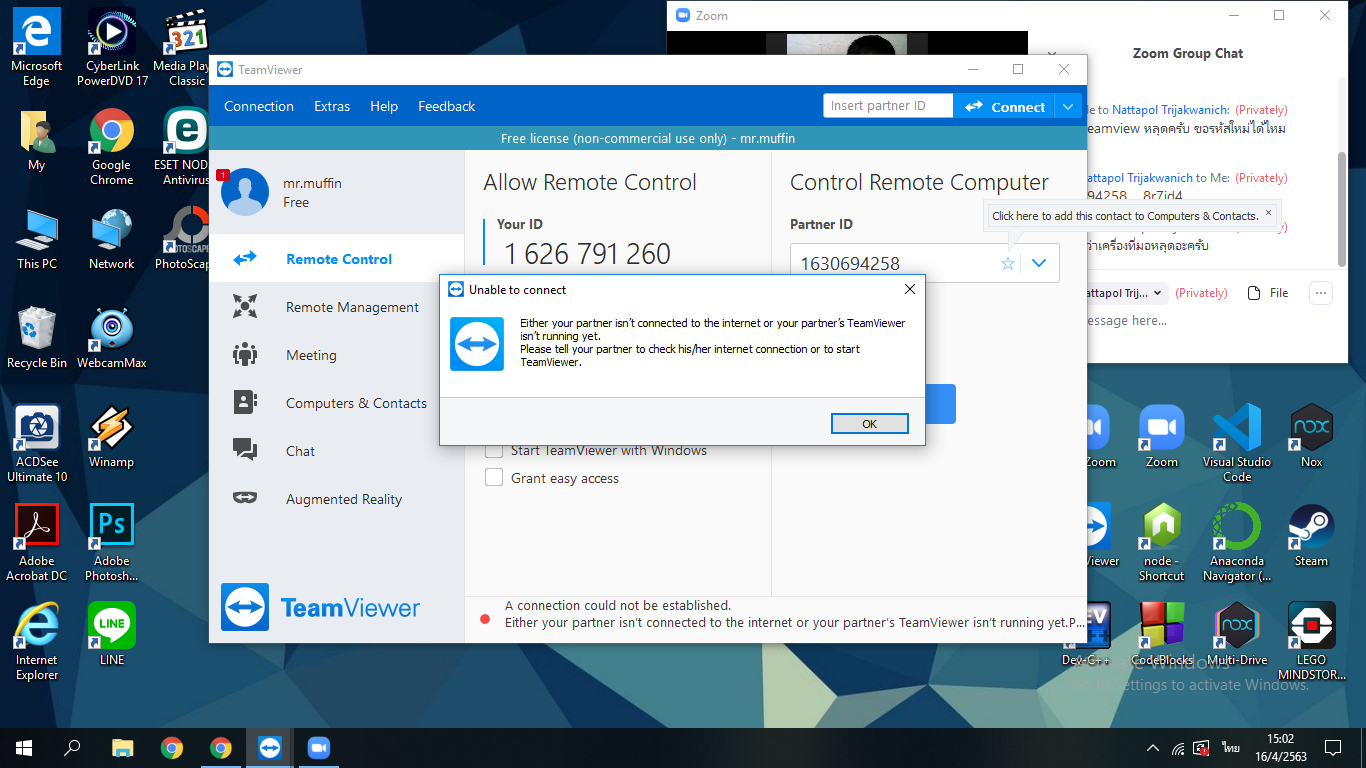 Microsoft
Edge
CyberLink
PowerDVD 17
Media Play
Classic
My
Google
Chrome
ESET NOD
Antivirus
This PC
Network
PhotoScap
Recycle Bin
WebcamMax
ACDSee
Ultimate 10
Winamp
Adobe
Acrobat DC
Adobe
Photosh...
Internet
Explorer
LINE
Zoom
Zoom Group Chat
e to Nattapol Trijakwanich: (Privately)
eamview หลุดครับ ขอรหัสใหม่ได้ไหม
attapol Trijakwanich to Me: (Privately)
94258 8r7id4
ว่าเครื่องที่มอหลุดอะครับ
attapol Trij... (Privately) File ...
essage here...
TeamViewer
Connection Extras Help Feedback
Insert partner ID Connect
Free license (non-commercial use only) - mr.muffin
1
mr.muffin
Free
Remote Control
Remote Management
Meeting
Computers & Contacts
Chat
Augmented Reality
TeamViewer
Allow Remote Control
Your ID
1 626 791 260
Start TeamViewer with Windows
Grant easy access
Control Remote Computer
Click here to add this contact to Computers & Contacts.
Partner ID
1630694258
Unable to connect
Either your partner isn't connected to the internet or your partner's TeamViewer
isn't running yet.
Please tell your partner to check his/her internet connection or to start
TeamViewer.
OK
A connection could not be established.
Either your partner isn't connected to the internet or your partner's TeamViewer isn't running yet.P...
Zoom
Zoom
Visual Studio
Code
Nox
Viewer
node -
Shortcut
Anaconda
Navigator (...
Steam
Dev-C++
CodeBlocks
Multi-Drive
LEGO
MINDSTOR...
Windows
ettings to activate Windows.
ไทย
15:02
16/4/2563